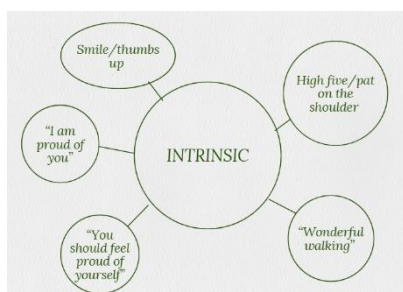 Smile/thumbs
up
High five/pat
on the
shoulder
"I am
proud of
you"
INTRINSIC
"You
should feel
proud of
yourself"
"Wonderful
walking"